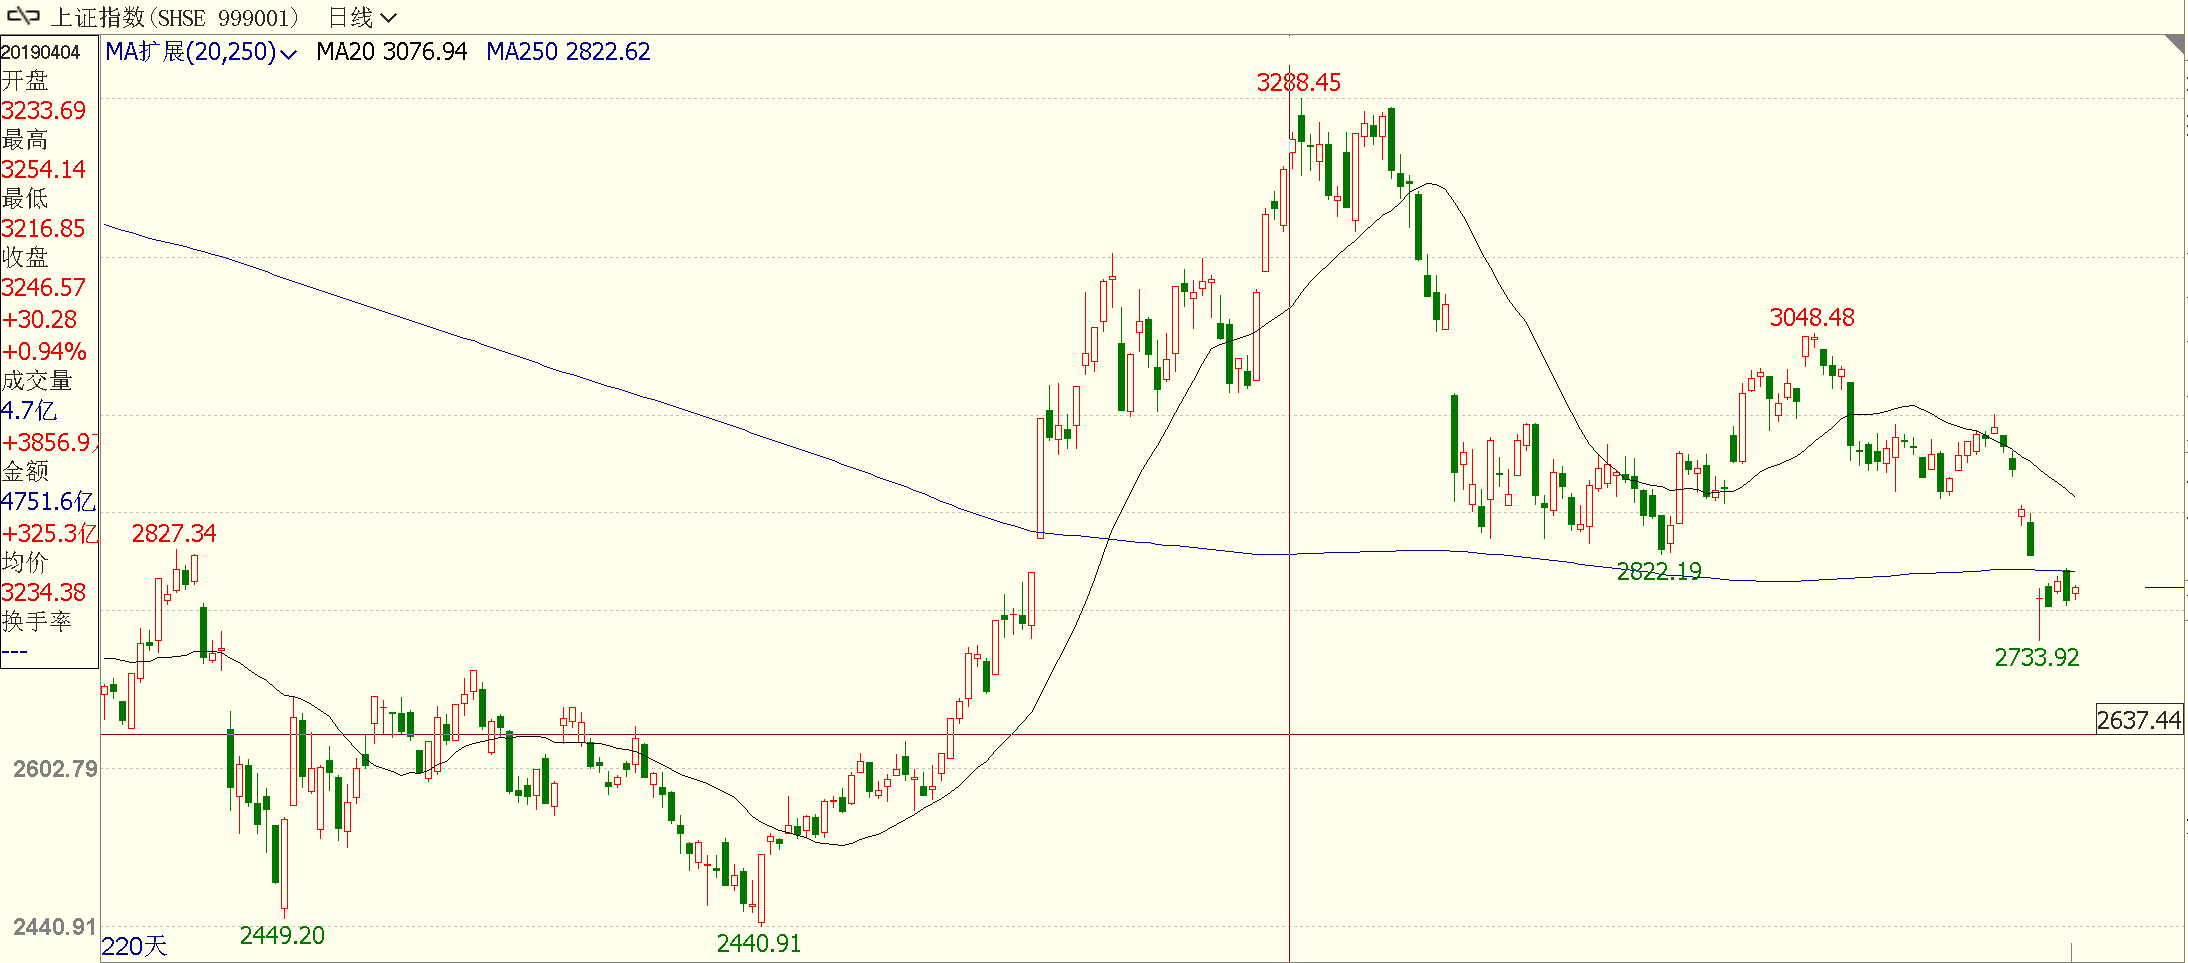 上证指数(SHSE 999001) 日线
20190404
MA扩展(20,250) MA20 3076.94 MA250 2822.62
开盘
3233.69
最高
3254.14
最低
3216.85
收盘
3246.57
+30.28
+0.94%
成交量
4.7亿
+3856.9
金额
4751.6亿
+325.3亿
均价
3234.38
换手率
---
3288.45
3048.48
2827.34
2822.19
2733.92
2637.44
2602.79
2440.91
2449.20
2440.91
220天